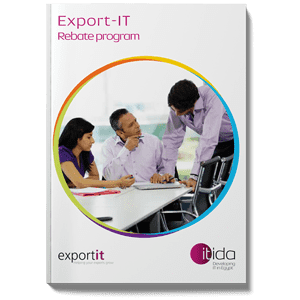 Export-IT
Rebate program
exportit
itida
Developing
IT in Egypt